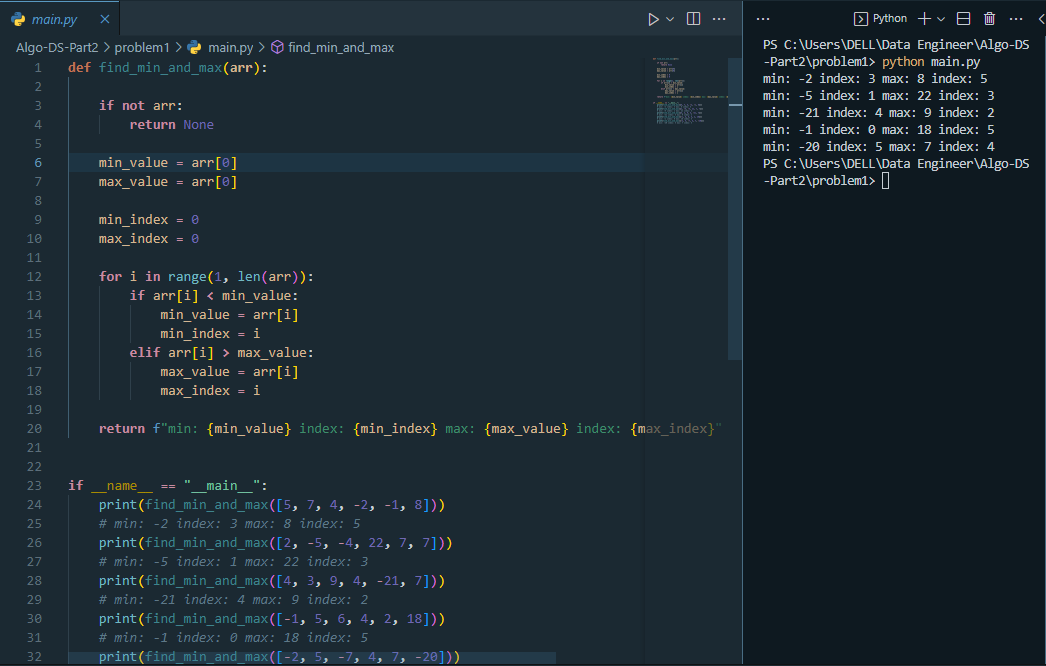 main.py
Algo-DS-Part2 > problem1 > main.py > find_min_and_max
1 def find_min_and_max(arr):
2
3     if not arr:
4         return None
5
6     min_value = arr[0]
7     max_value = arr[0]
8
9     min_index = 0
10     max_index = 0
11
12     for i in range(1, len(arr)):
13         if arr[i] < min_value:
14             min_value = arr[i]
15             min_index = i
16         elif arr[i] > max_value:
17             max_value = arr[i]
18             max_index = i
19
20     return f"min: {min_value} index: {min_index} max: {max_value} index: {max_index}"
21
22
23 if __name__ == "__main__":
24     print(find_min_and_max([5, 7, 4, -2, -1, 8]))
25     # min: -2 index: 3 max: 8 index: 5
26     print(find_min_and_max([2, -5, -4, 22, 7, 7]))
27     # min: -5 index: 1 max: 22 index: 3
28     print(find_min_and_max([4, 3, 9, 4, -21, 7]))
29     # min: -21 index: 4 max: 9 index: 2
30     print(find_min_and_max([-1, 5, 6, 4, 2, 18]))
31     # min: -1 index: 0 max: 18 index: 5
32     print(find_min_and_max([-2, 5, -7, 4, 7, -20]))
Python
PS C:\Users\DELL\Data Engineer\Algo-DS
-Part2\problem1> python main.py
min: -2 index: 3 max: 8 index: 5
min: -5 index: 1 max: 22 index: 3
min: -21 index: 4 max: 9 index: 2
min: -1 index: 0 max: 18 index: 5
min: -20 index: 5 max: 7 index: 4
PS C:\Users\DELL\Data Engineer\Algo-DS
-Part2\problem1>